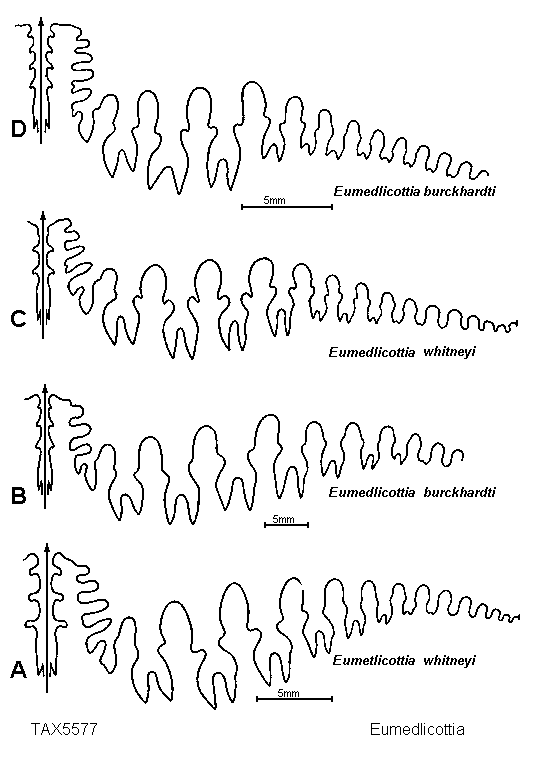 D
5mm
Eumedlicottia burckhardti
C
Eumedlicottia whitneyi
B
Eumedlicottia burckhardti
5mm
A
Eumetlicottia whitneyi
5mm
TAX5577 Eumedlicottia